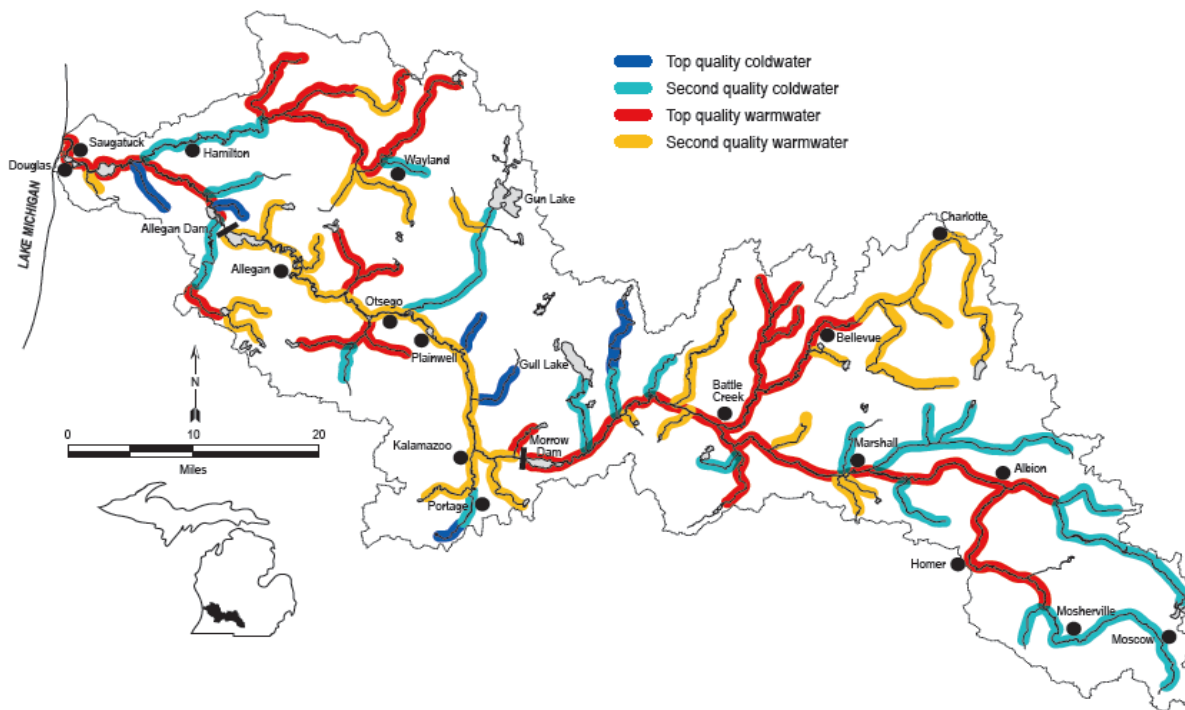 Top quality coldwater
Second quality coldwater
Top quality warmwater
Second quality warmwater
Saugatuck
Hamilton
Douglas
Wayland
Gun Lake
LAKE MICHIGAN
Allegan Dam
Charlotte
Allegan
Otsego
Plainwell
Bellevue
Gull Lake
N
Battle
Creek
0
10
20
Miles
Kalamazoo
Morrow
Dam
Marshall
Albion
Portage
Homer
Mosherville
Moscow